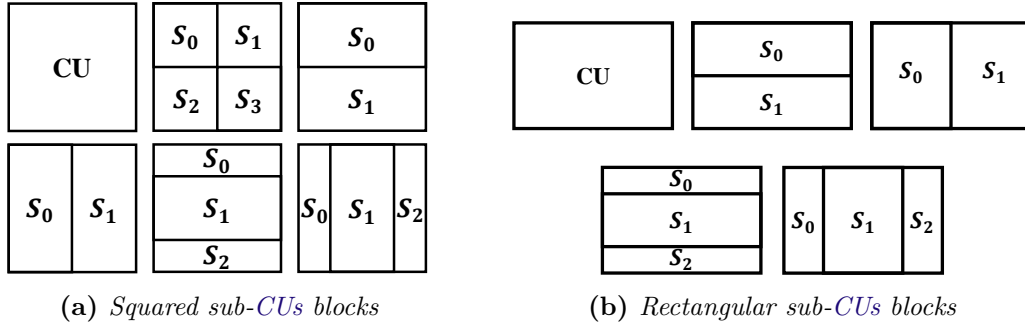 CU
S₀ S₁
S₂ S₃
S₀
S₁
S₀ S₁
S₀
S₁
S₂
S₀ S₁ S₂
(a) Squared sub-CUs blocks
CU
S₀
S₁
S₀ S₁
S₀
S₁
S₂
S₀ S₁ S₂
(b) Rectangular sub-CUs blocks